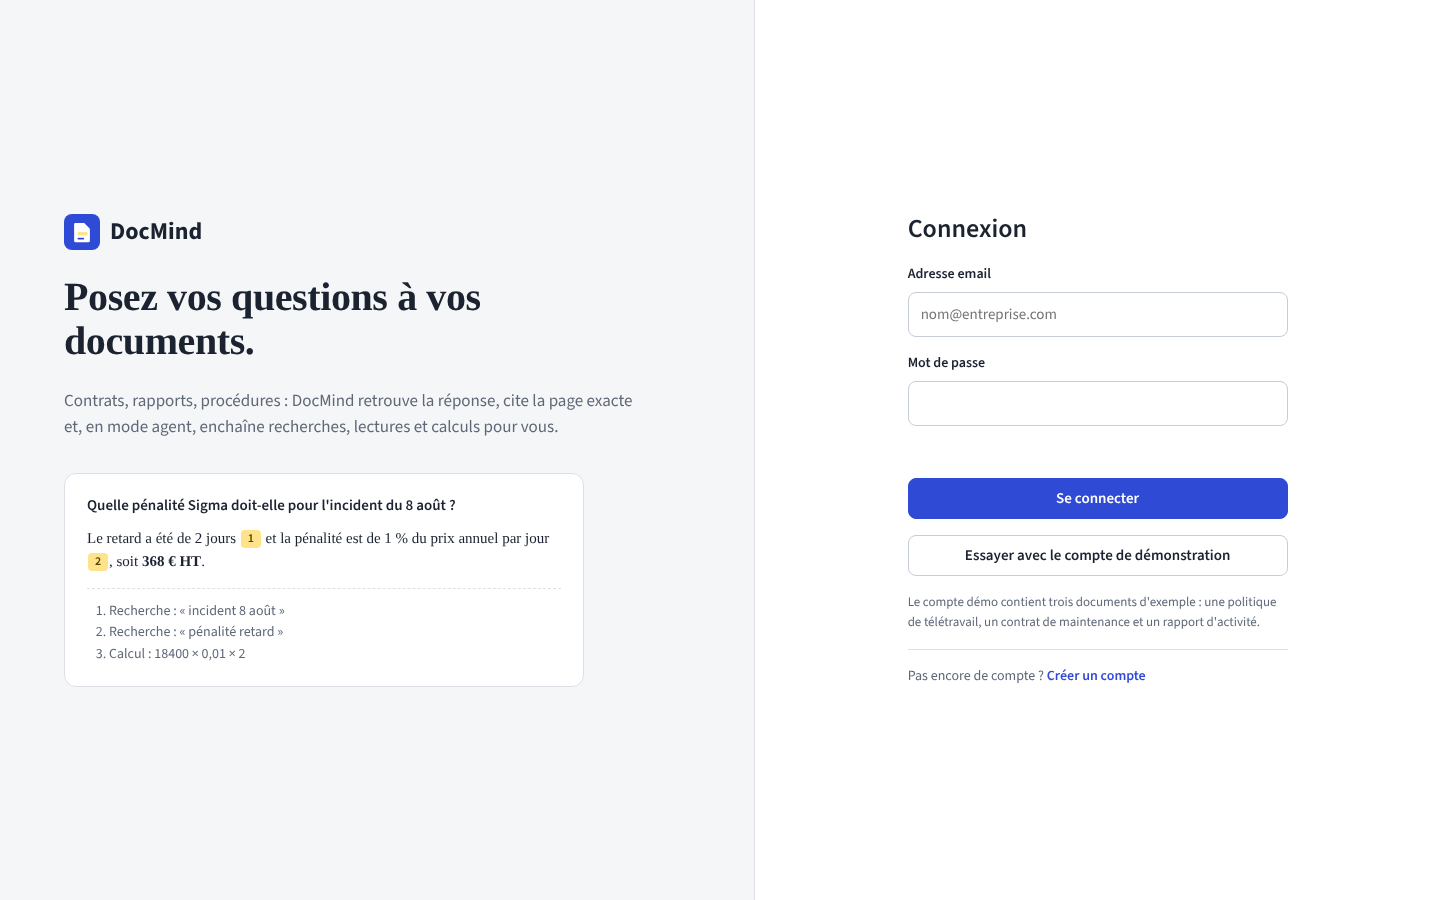 DocMind
Posez vos questions à vos
documents.
Contrats, rapports, procédures : DocMind retrouve la réponse, cite la page exacte
et, en mode agent, enchaîne recherches, lectures et calculs pour vous.
Quelle pénalité Sigma doit-elle pour l'incident du 8 août ?
Le retard a été de 2 jours 1 et la pénalité est de 1 % du prix annuel par jour
2, soit 368 € HT.
1. Recherche : « incident 8 août »
2. Recherche : « pénalité retard »
3. Calcul : 18400 × 0,01 × 2
Connexion
Adresse email
nom@entreprise.com
Mot de passe
Se connecter
Essayer avec le compte de démonstration
Le compte démo contient trois documents d'exemple : une politique
de télétravail, un contrat de maintenance et un rapport d'activité.
Pas encore de compte ? Créer un compte